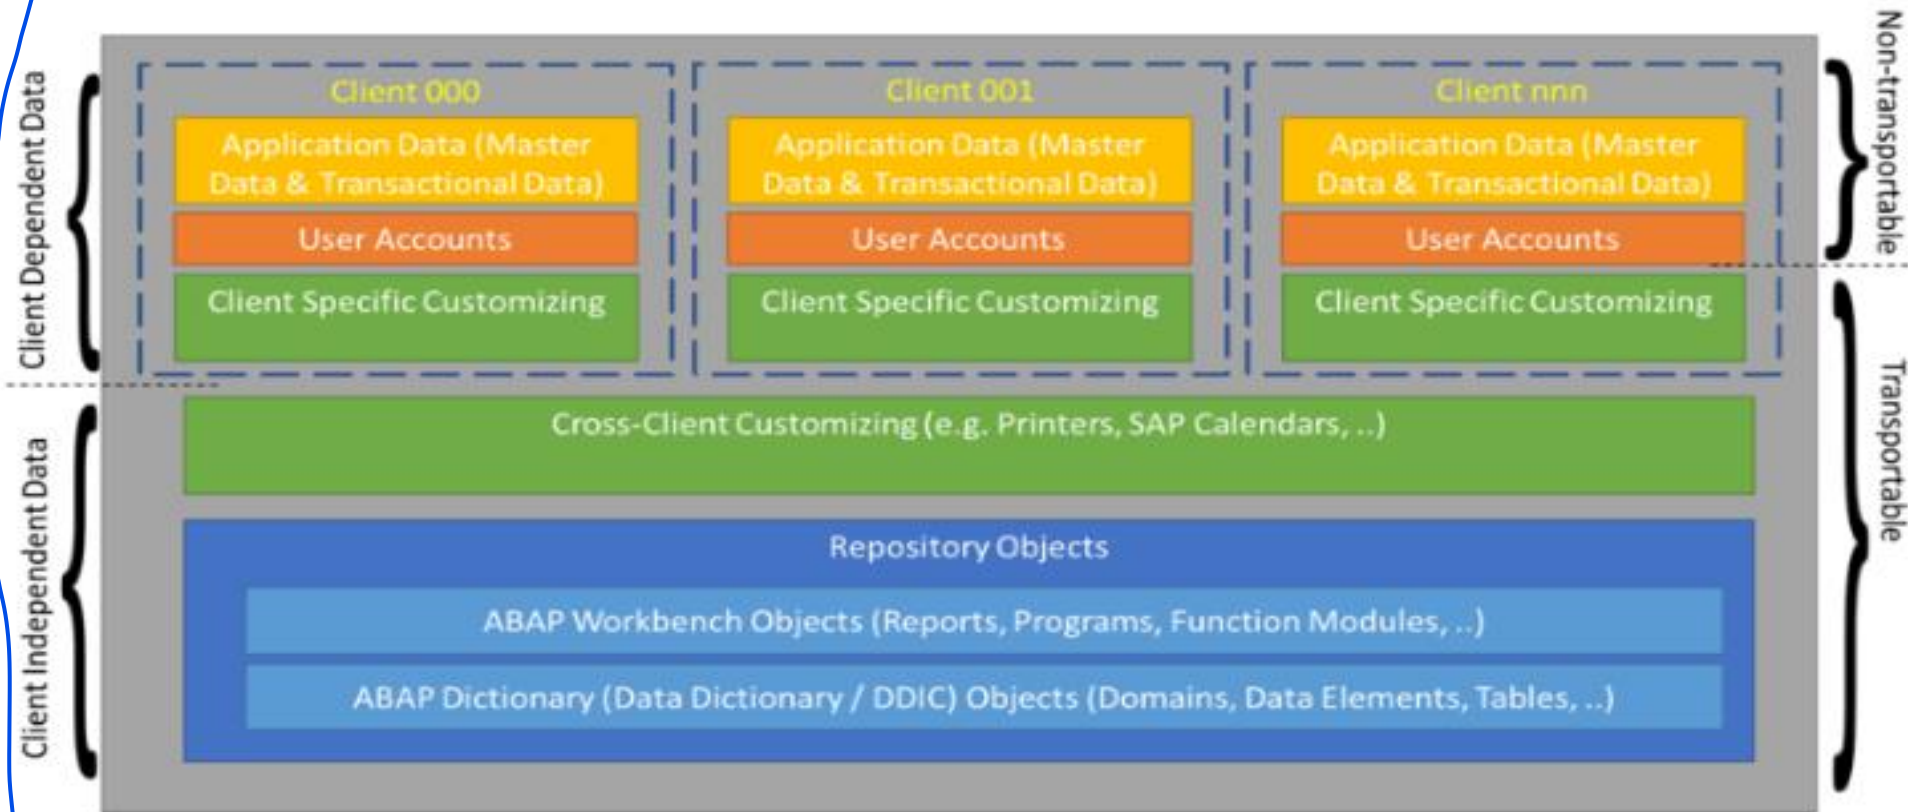 Client Dependent Data
Client Independent Data
Client 000
Application Data (Master
Data & Transactional Data)
User Accounts
Client Specific Customizing
Client 001
Application Data (Master
Data & Transactional Data)
User Accounts
Client Specific Customizing
Client nnn
Application Data (Master
Data & Transactional Data)
User Accounts
Client Specific Customizing
Cross-Client Customizing (e.g. Printers, SAP Calendars, ..)
Repository Objects
ABAP Workbench Objects (Reports, Programs, Function Modules, ..)
ABAP Dictionary (Data Dictionary / DDIC) Objects (Domains, Data Elements, Tables, ..)
Non-transportable
Transportable